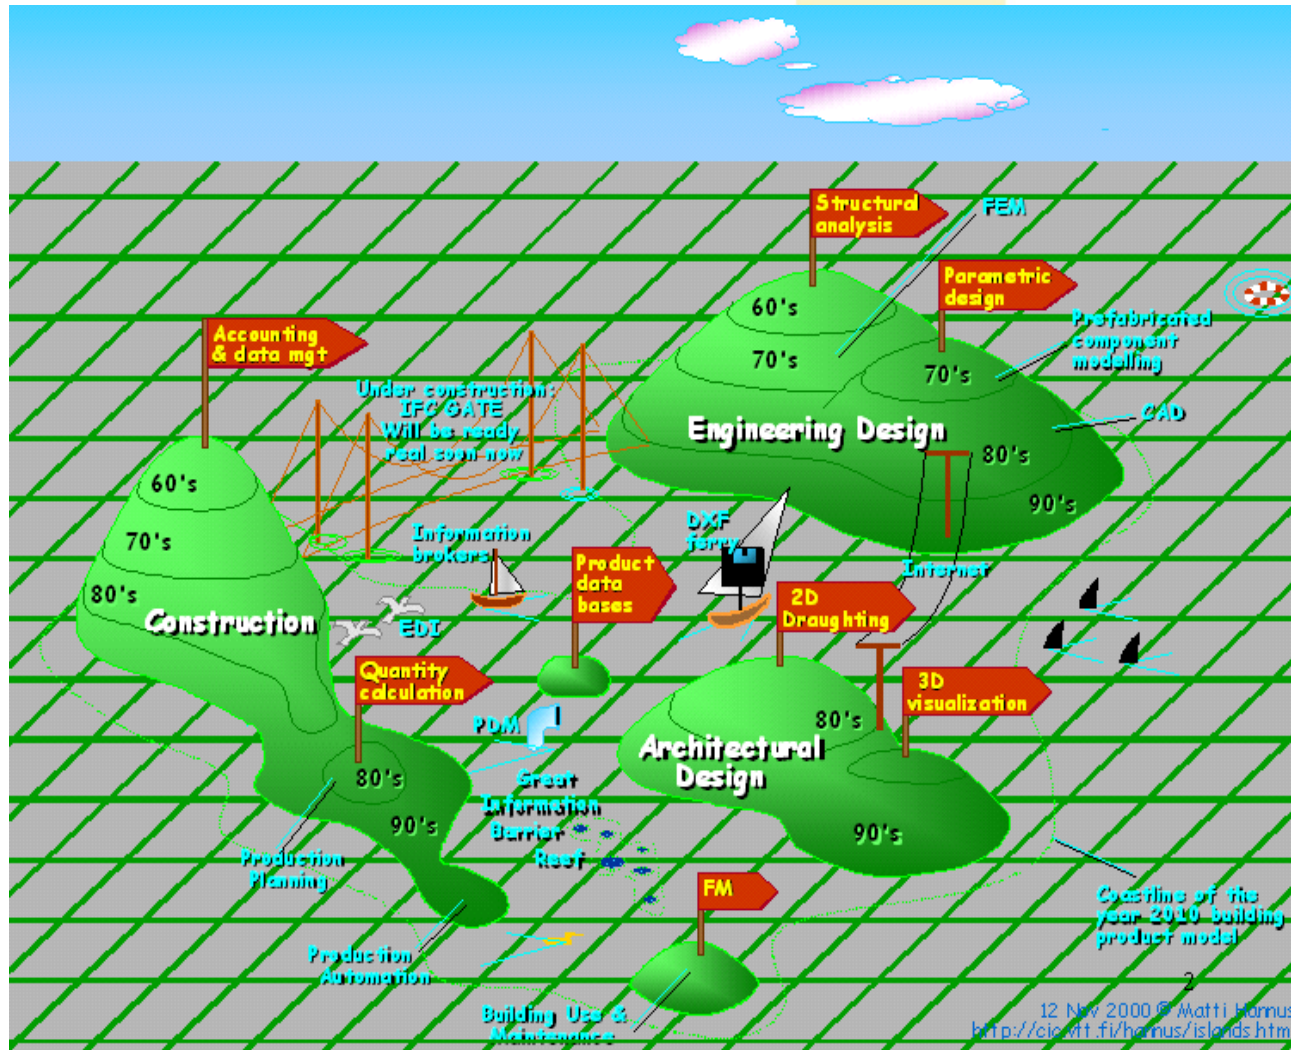 Structural
analysis
FEM
Parametric
design
60's
Prefabricated
component
modelling
Accounting
& data mgt
70's
70's
Under construction:
IFC GATE
Will be ready
real soon now
CAD
Engineering Design
80's
60's
90's
DXF
ferry
Information
brokers
70's
Product
data
bases
Internet
80's
2D
Draughting
Construction
EDI
Quantity
calculation
3D
visualization
80's
PDM
Architectural
Design
80's
Great
Information
Barrier
Reef
90's
90's
Production
Planning
FM
Coastline of the
year 2010 building
product model
Production
Automation
2
Building Use &
Maintenance
12 Nov 2000 © Matti Hannus
http://cic.vtt.fi/hannus/islands.htm